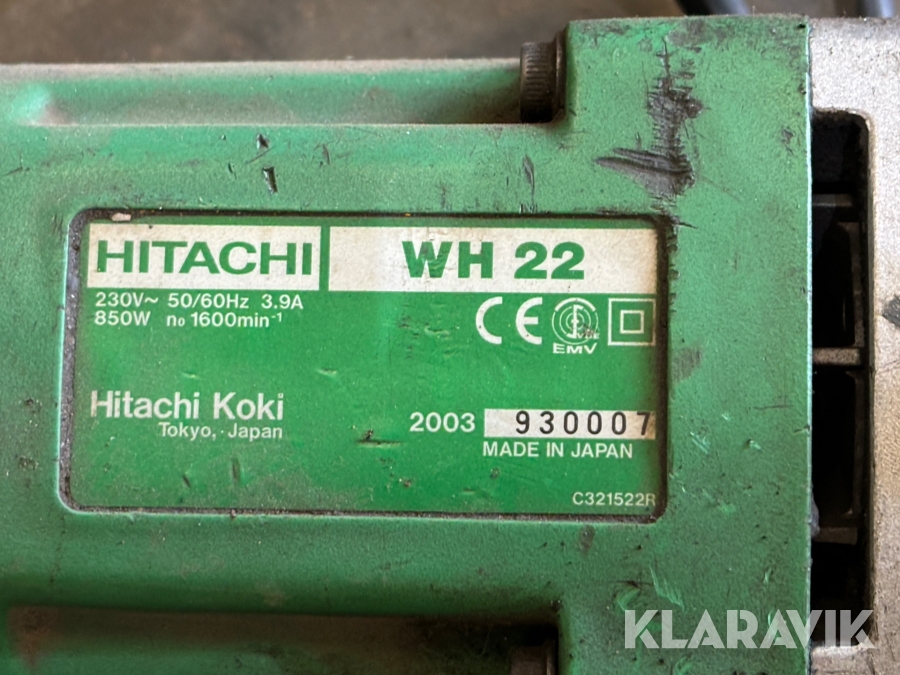 HITACHI WH 22
230V~ 50/60Hz 3.9A
850W no 1600min⁻¹
CE VDE
EMV
Hitachi Koki
Tokyo, Japan
2003 930007
MADE IN JAPAN
C321522R
KLARAVIK